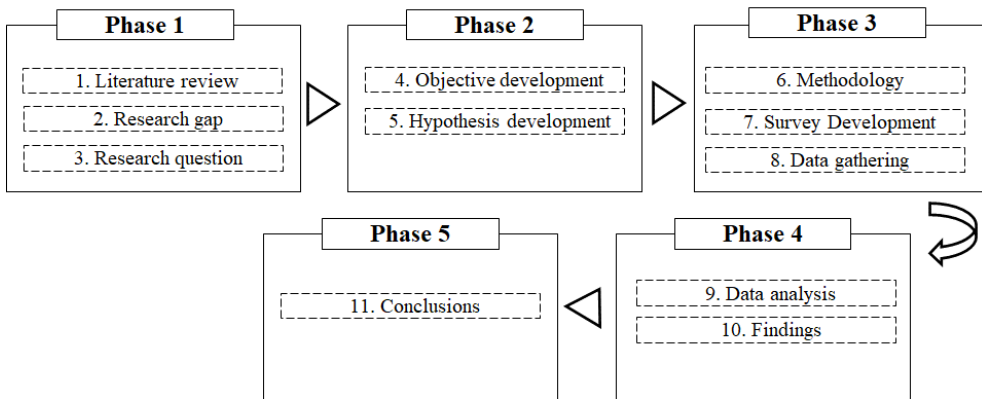 Phase 1
1. Literature review
2. Research gap
3. Research question
Phase 2
4. Objective development
5. Hypothesis development
Phase 3
6. Methodology
7. Survey Development
8. Data gathering
Phase 4
9. Data analysis
10. Findings
Phase 5
11. Conclusions